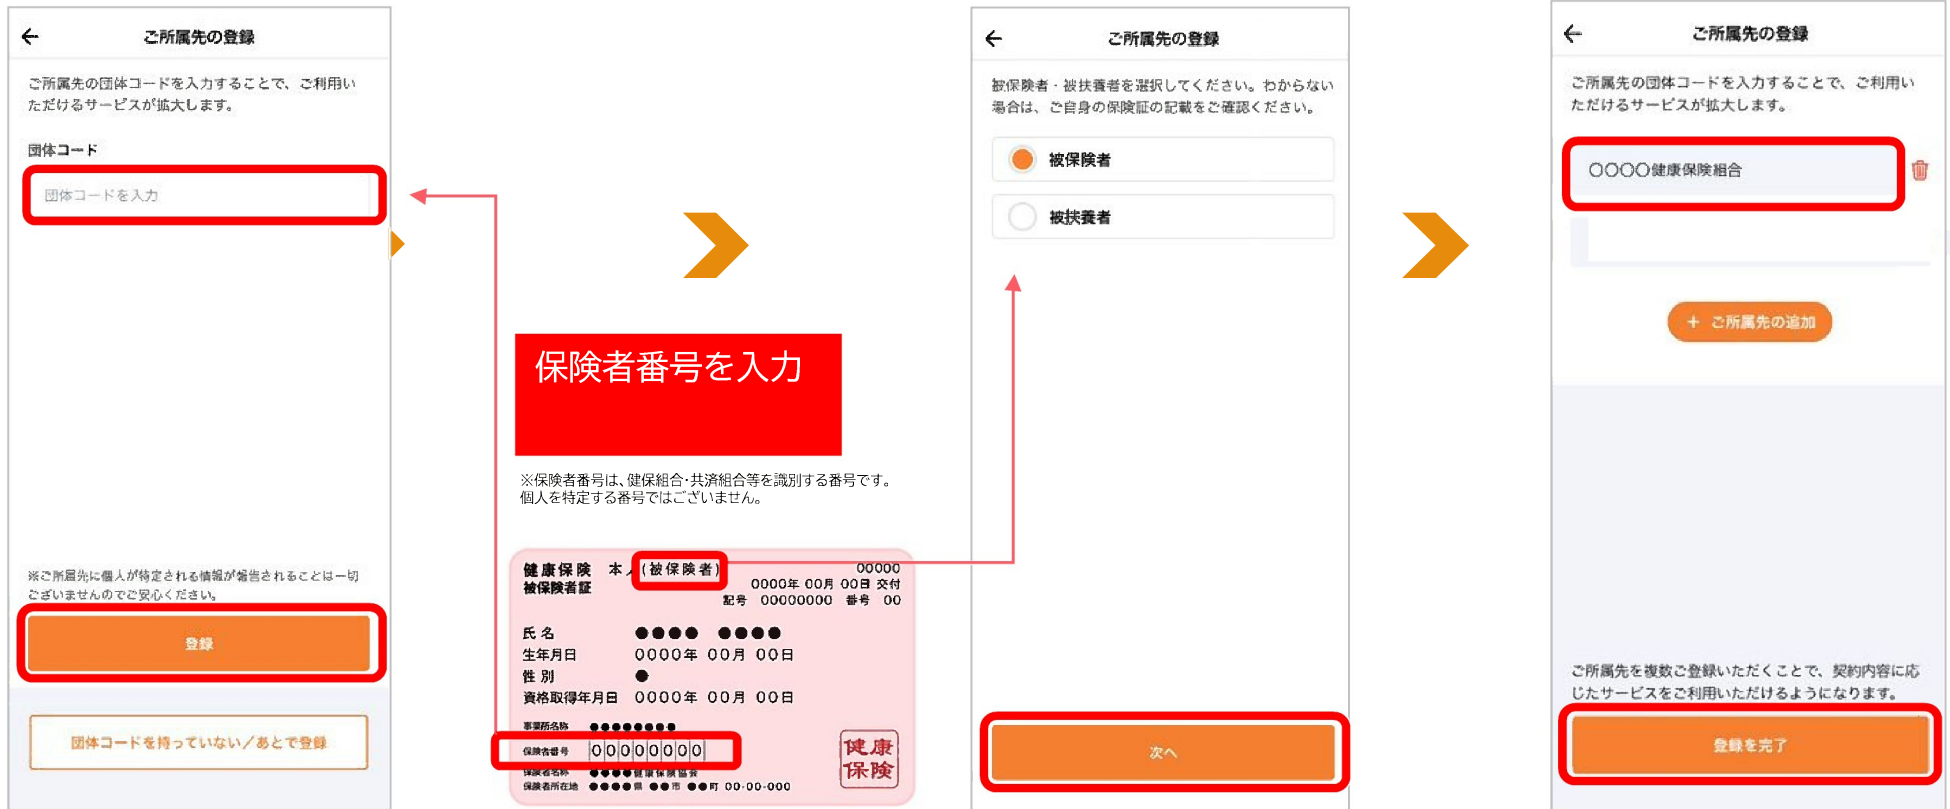 ご所属先の登録
ご所属先の団体コードを入力することで、ご利用い
ただけるサービスが拡大します。
団体コード
団体コードを入力
※ご所属先に個人が特定される情報が報告されることは一切
ございませんのでご安心ください。
登録
団体コードを持っていない／あとで登録
保険者番号を入力
※保険者番号は、健保組合・共済組合等を識別する番号です。
個人を特定する番号ではございません。
健康保険 本人(被保険者) 00000
被保険者証 0000年 00月 00日 交付
記号 00000000 番号 00
氏名 ●●●● ●●●●
生年月日 0000年 00月 00日
性別 ●
資格取得年月日 0000年 00月 00日
事業所名称 ●●●●●●●●
保険者番号 00000000
保険者名称 ●●●●健康保険協会
保険者所在地 ●●●●県 ●●市 ●●町 00-00-000
健康
保険
ご所属先の登録
被保険者・被扶養者を選択してください。わからない
場合は、ご自身の保険証の記載をご確認ください。
被保険者
被扶養者
次へ
ご所属先の登録
ご所属先の団体コードを入力することで、ご利用い
ただけるサービスが拡大します。
〇〇〇〇健康保険組合
+ ご所属先の追加
ご所属先を複数ご登録いただくことで、契約内容に応
じたサービスをご利用いただけるようになります。
登録を完了